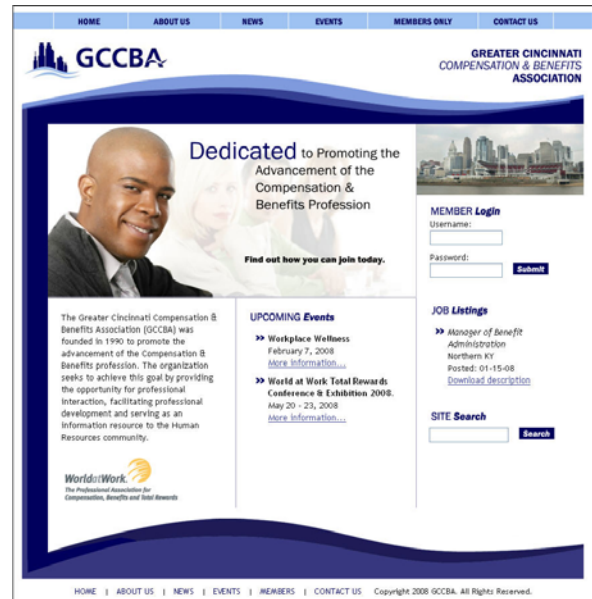 HOME ABOUT US NEWS EVENTS MEMBERS ONLY CONTACT US
GCCBA
GREATER CINCINNATI
COMPENSATION & BENEFITS
ASSOCIATION
Dedicated to Promoting the
Advancement of the
Compensation &
Benefits Profession
Find out how you can join today.
MEMBER Login
Username:
Password:
Submit
The Greater Cincinnati Compensation &
Benefits Association (GCCBA) was
founded in 1990 to promote the
advancement of the Compensation &
Benefits profession. The organization
seeks to achieve this goal by providing
the opportunity for professional
interaction, facilitating professional
development and serving as an
information resource to the Human
Resources community.
WorldatWork.
The Professional Association for
Compensation, Benefits and Total Rewards
UPCOMING Events
>> Workplace Wellness
February 7, 2008
More information...
>> World at Work Total Rewards
Conference & Exhibition 2008.
May 20 - 23, 2008
More information...
JOB Listings
>> Manager of Benefit
Administration
Northern KY
Posted: 01-15-08
Download description
SITE Search
Search
HOME | ABOUT US | NEWS | EVENTS | MEMBERS | CONTACT US Copyright 2008 GCCBA. All Rights Reserved.